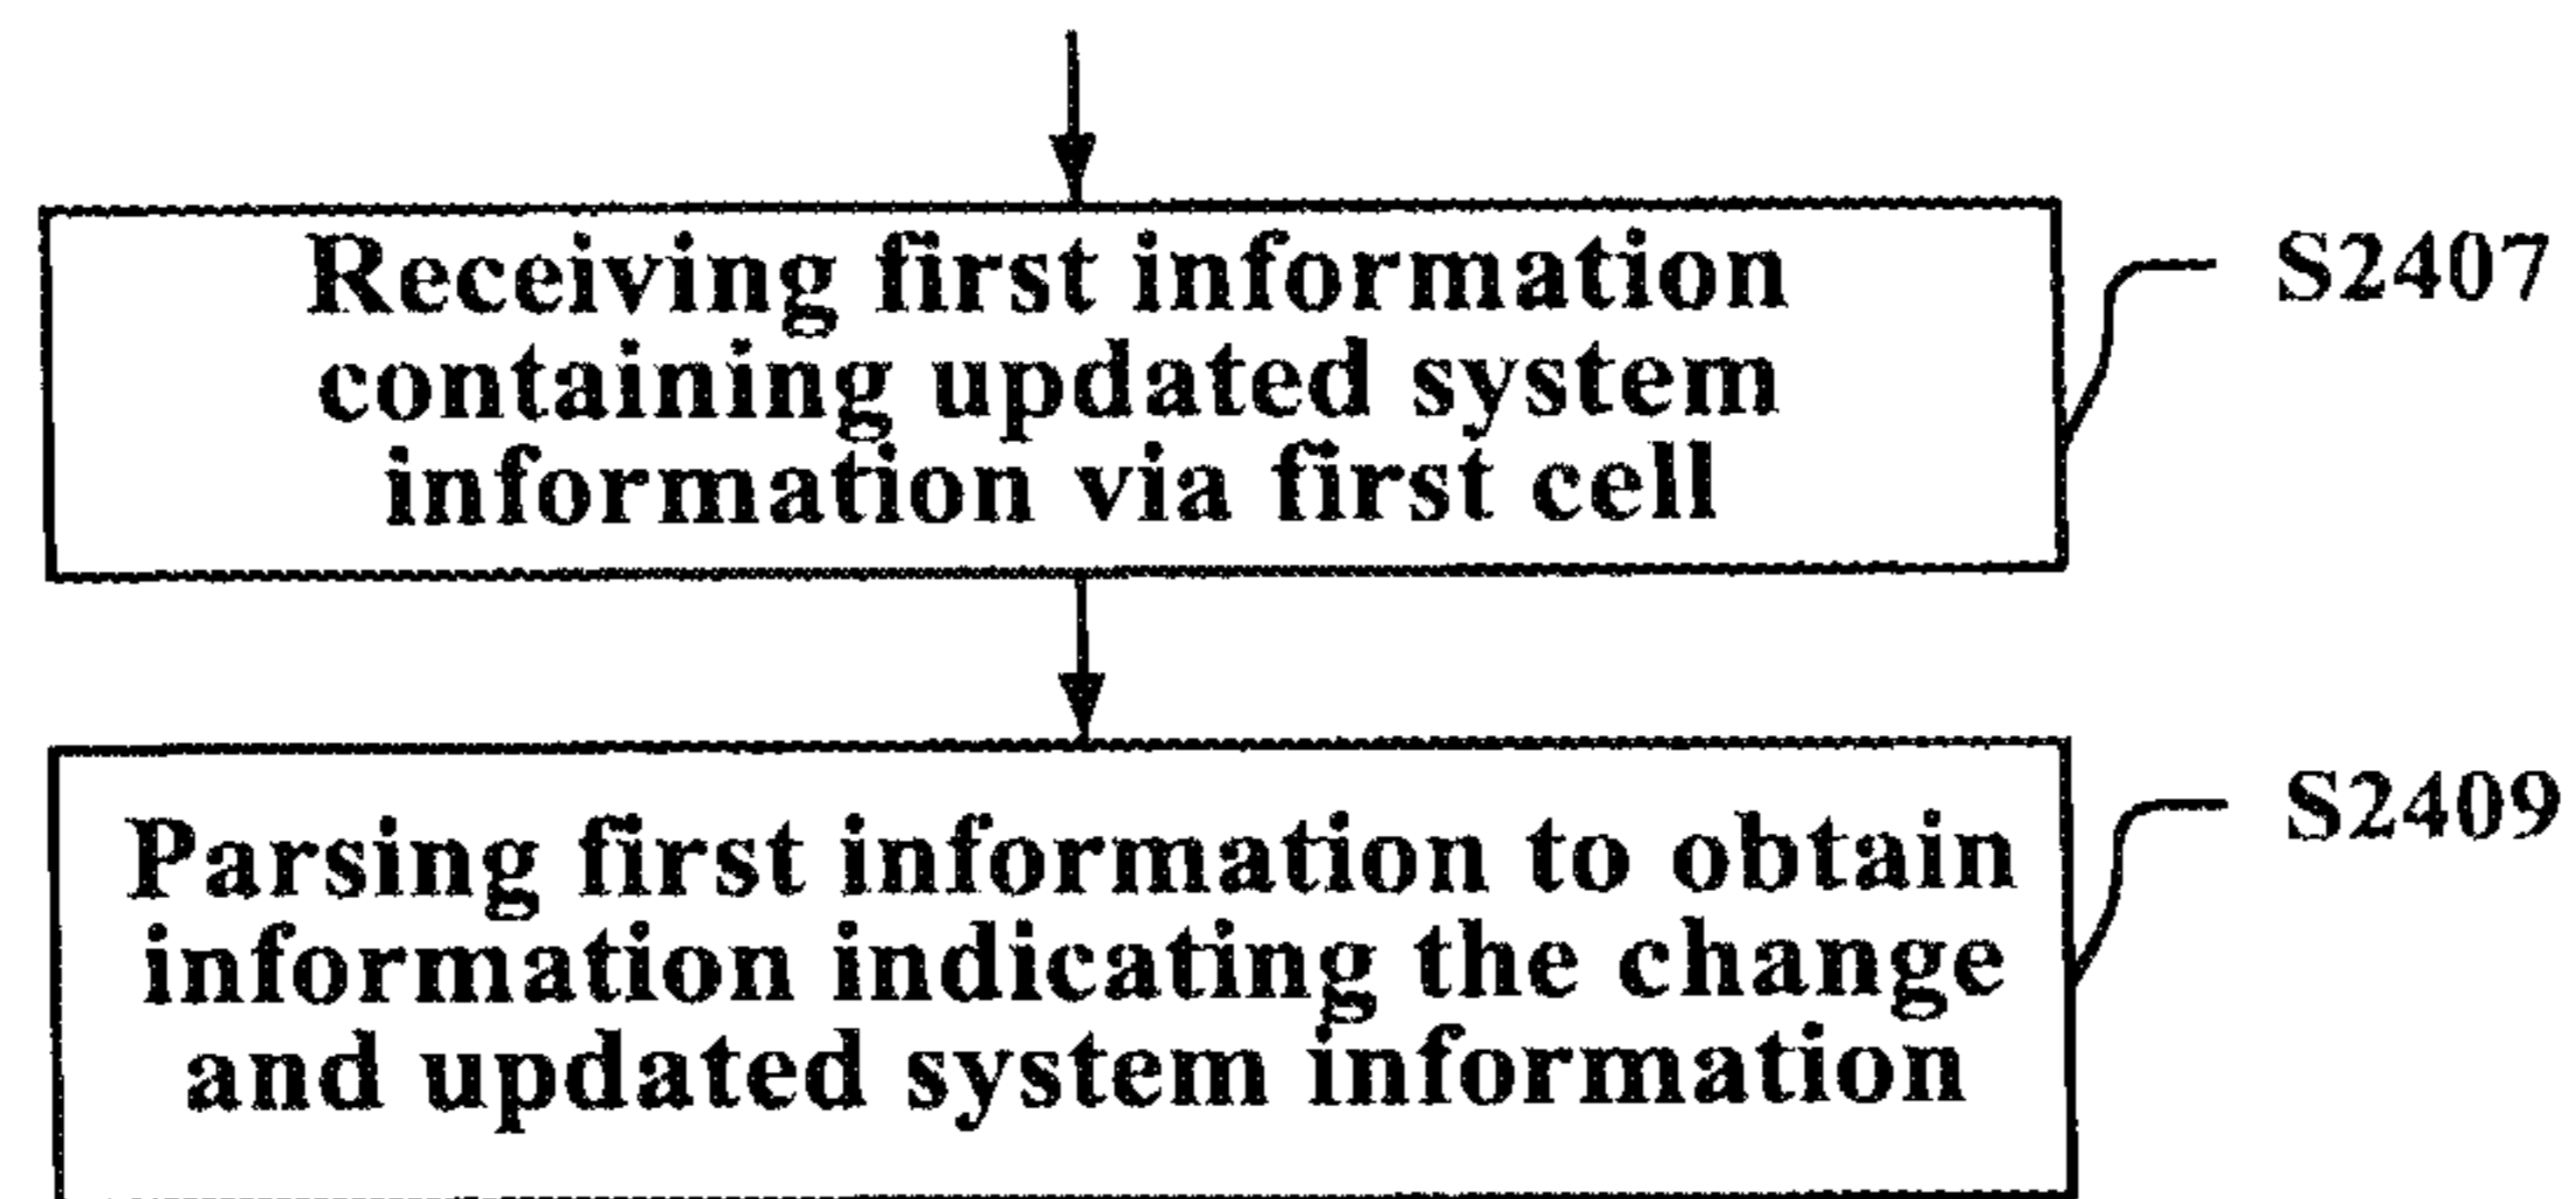 Receiving first information
containing updated system
information via first cell
S2407
Parsing first information to obtain
information indicating the change
and updated system information
S2409